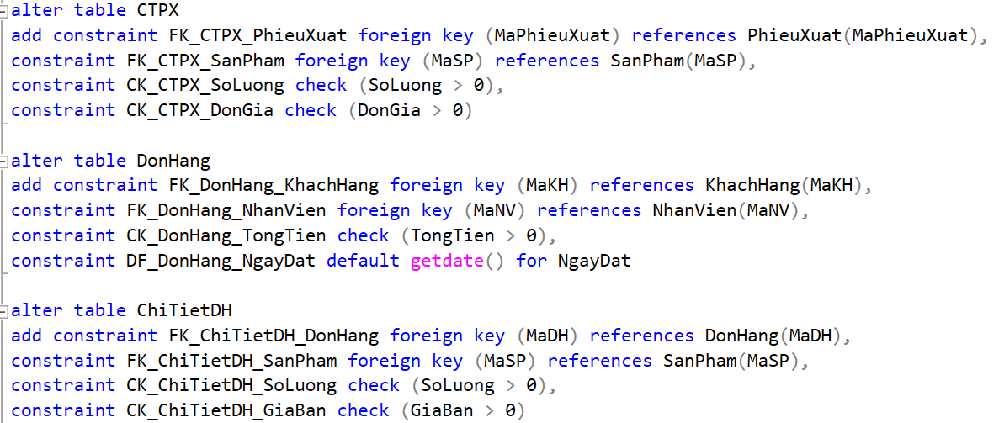 alter table CTPX
add constraint FK_CTPX_PhieuXuat foreign key (MaPhieuXuat) references PhieuXuat(MaPhieuXuat),
constraint FK_CTPX_SanPham foreign key (MaSP) references SanPham(MaSP),
constraint CK_CTPX_SoLuong check (SoLuong > 0),
constraint CK_CTPX_DonGia check (DonGia > 0)
alter table DonHang
add constraint FK_DonHang_KhachHang foreign key (MaKH) references KhachHang(MaKH),
constraint FK_DonHang_NhanVien foreign key (MaNV) references NhanVien(MaNV),
constraint CK_DonHang_TongTien check (TongTien > 0),
constraint DF_DonHang_NgayDat default getdate() for NgayDat
alter table ChiTietDH
add constraint FK_ChiTietDH_DonHang foreign key (MaDH) references DonHang(MaDH),
constraint FK_ChiTietDH_SanPham foreign key (MaSP) references SanPham(MaSP),
constraint CK_ChiTietDH_SoLuong check (SoLuong > 0),
constraint CK_ChiTietDH_GiaBan check (GiaBan > 0)